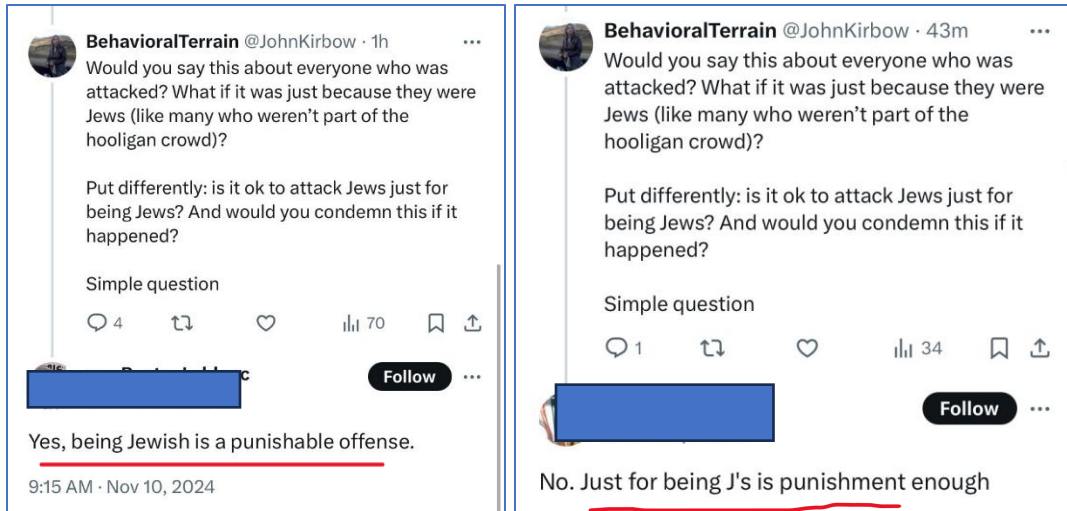 BehavioralTerrain @JohnKirbow · 1h
Would you say this about everyone who was
attacked? What if it was just because they were
Jews (like many who weren't part of the
hooligan crowd)?
Put differently: is it ok to attack Jews just for
being Jews? And would you condemn this if it
happened?
Simple question
4
70
Follow
Yes, being Jewish is a punishable offense.
9:15 AM · Nov 10, 2024
BehavioralTerrain @JohnKirbow · 43m
Would you say this about everyone who was
attacked? What if it was just because they were
Jews (like many who weren't part of the
hooligan crowd)?
Put differently: is it ok to attack Jews just for
being Jews? And would you condemn this if it
happened?
Simple question
1
34
Follow
No. Just for being J's is punishment enough